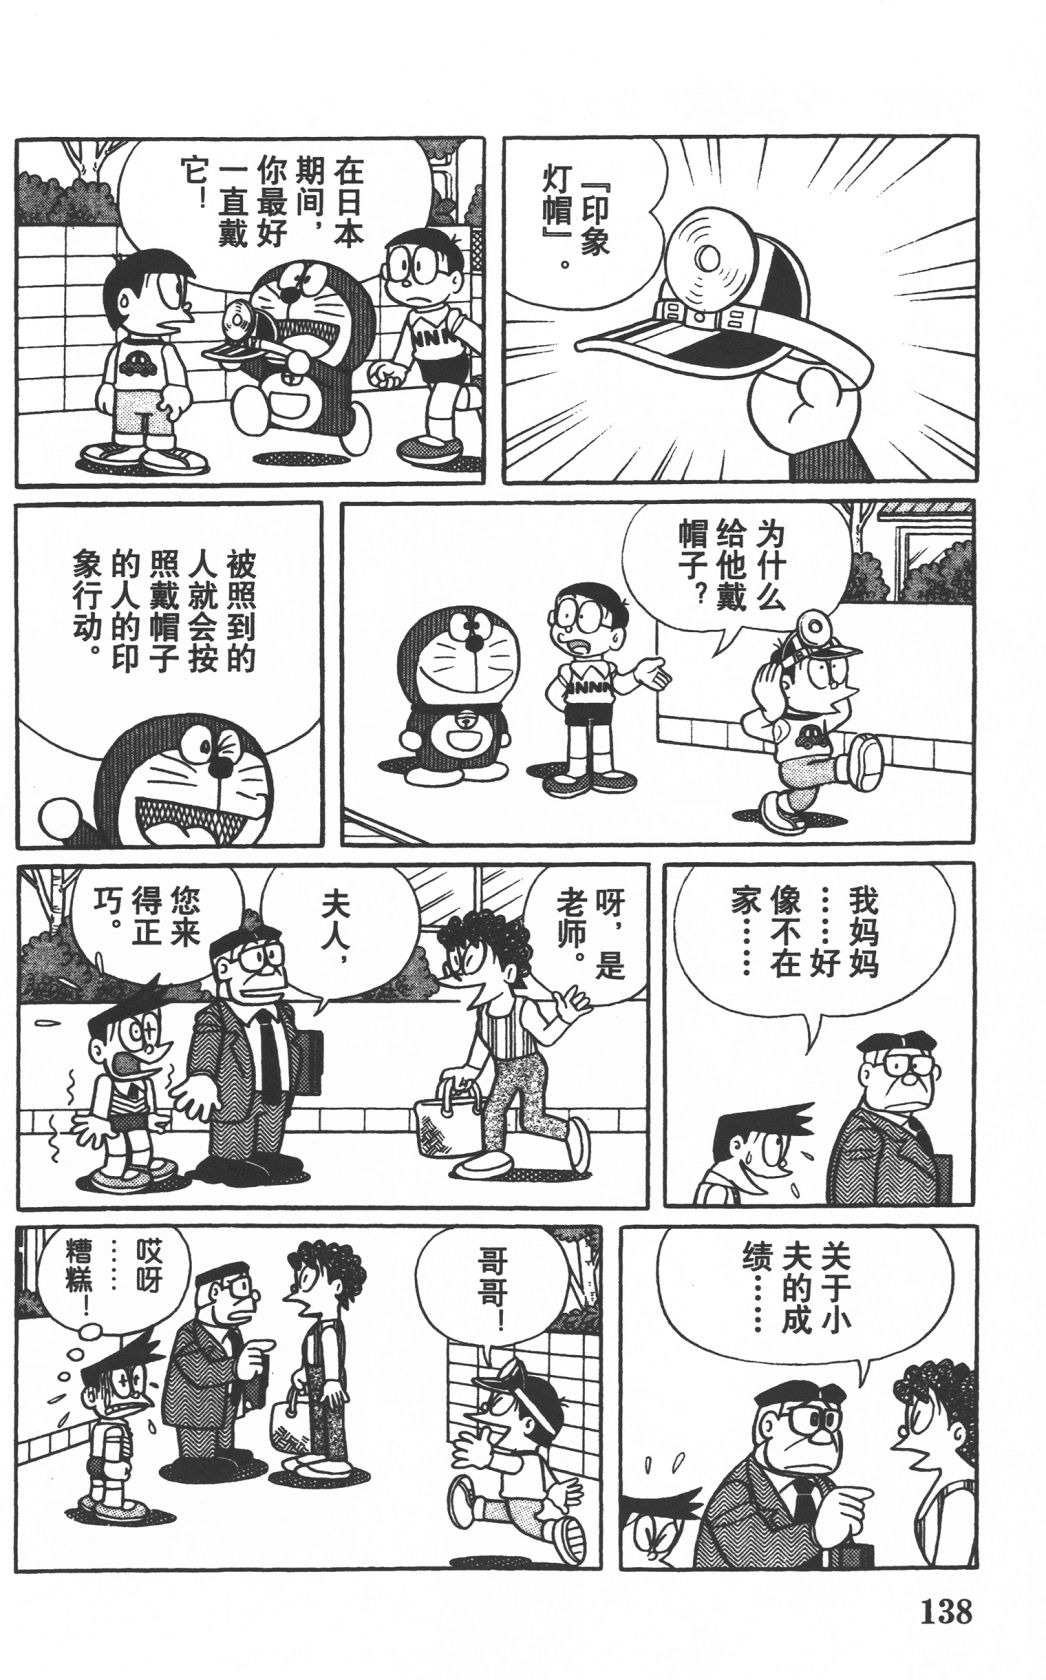 『印象
灯帽』。
在日本
期间，
你最好
一直戴
它！
为什么
给他戴
帽子？
被照到的
人就会按
照戴帽子
的人的印
象行动。
我妈妈
……好
像不在
家……
呀，是
老师。
夫人，
您来
得正
巧。
关于小
夫的成
绩……
哥哥！
哎呀
……
糟糕！
138